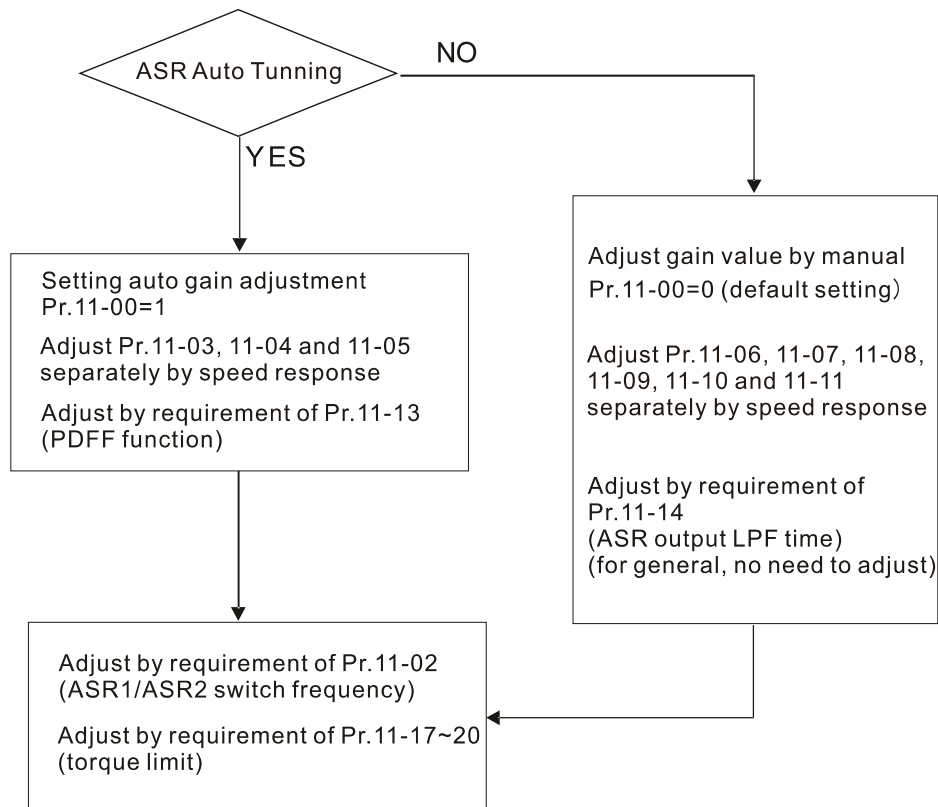 ASR Auto Tunning
NO
YES
Setting auto gain adjustment
Pr.11-00=1
Adjust Pr.11-03, 11-04 and 11-05
separately by speed response
Adjust by requirement of Pr.11-13
(PDFF function)
Adjust gain value by manual
Pr.11-00=0 (default setting)
Adjust Pr.11-06, 11-07, 11-08,
11-09, 11-10 and 11-11
separately by speed response
Adjust by requirement of
Pr.11-14
(ASR output LPF time)
(for general, no need to adjust)
Adjust by requirement of Pr.11-02
(ASR1/ASR2 switch frequency)
Adjust by requirement of Pr.11-17~20
(torque limit)